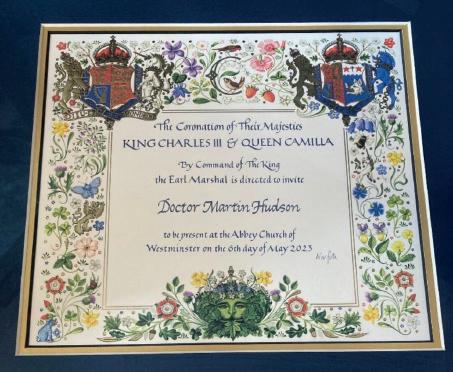 The Coronation of Their Majesties
KING CHARLES III & QUEEN CAMILLA
By Command of The King
the Earl Marshal is directed to invite
Doctor Martin Hudson
to be present at the Abbey Church of
Westminster on the 6th day of May 2023